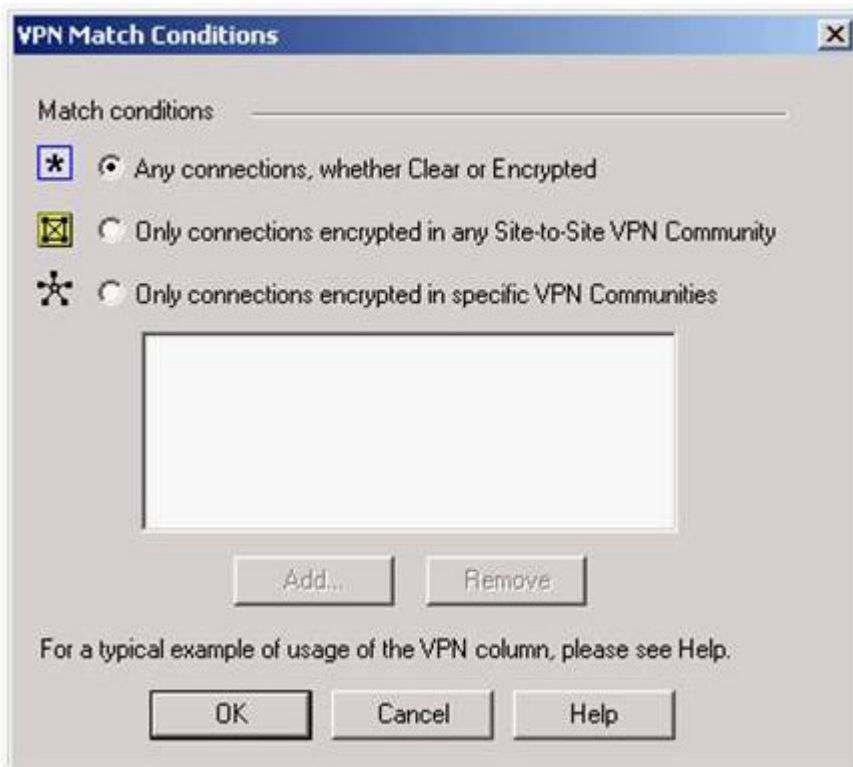 VPN Match Conditions
Match conditions
Any connections, whether Clear or Encrypted
Only connections encrypted in any Site-to-Site VPN Community
Only connections encrypted in specific VPN Communities
Add...
Remove
For a typical example of usage of the VPN column, please see Help.
OK
Cancel
Help